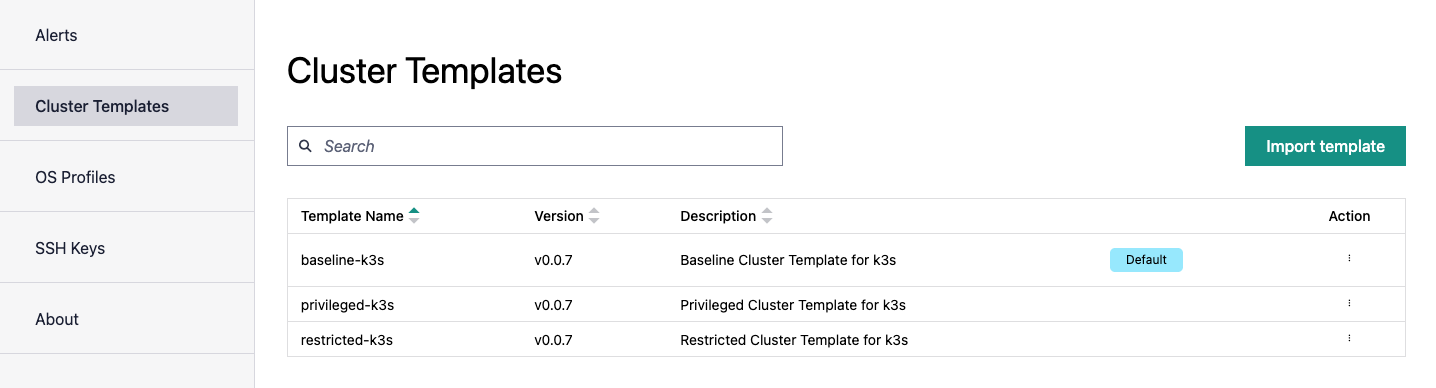 Alerts
Cluster Templates
OS Profiles
SSH Keys
About
Cluster Templates
Search
Import template
Template Name Version Description Action
baseline-k3s v0.0.7 Baseline Cluster Template for k3s Default
privileged-k3s v0.0.7 Privileged Cluster Template for k3s
restricted-k3s v0.0.7 Restricted Cluster Template for k3s